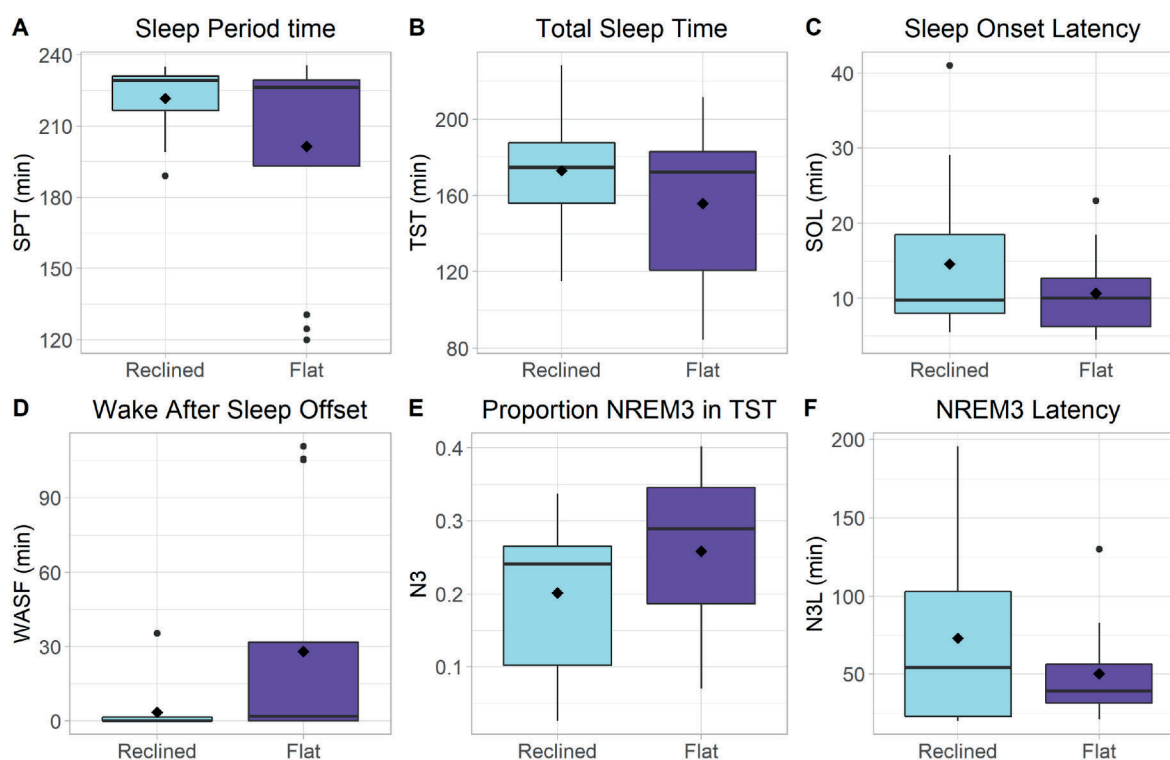 A Sleep Period time
SPT (min)
240
210
180
150
120
Reclined Flat
B Total Sleep Time
TST (min)
200
160
120
80
Reclined Flat
C Sleep Onset Latency
SOL (min)
40
30
20
10
Reclined Flat
D Wake After Sleep Offset
WASF (min)
90
60
30
0
Reclined Flat
E Proportion NREM3 in TST
N3
0.4
0.3
0.2
0.1
Reclined Flat
F NREM3 Latency
N3L (min)
200
150
100
50
Reclined Flat